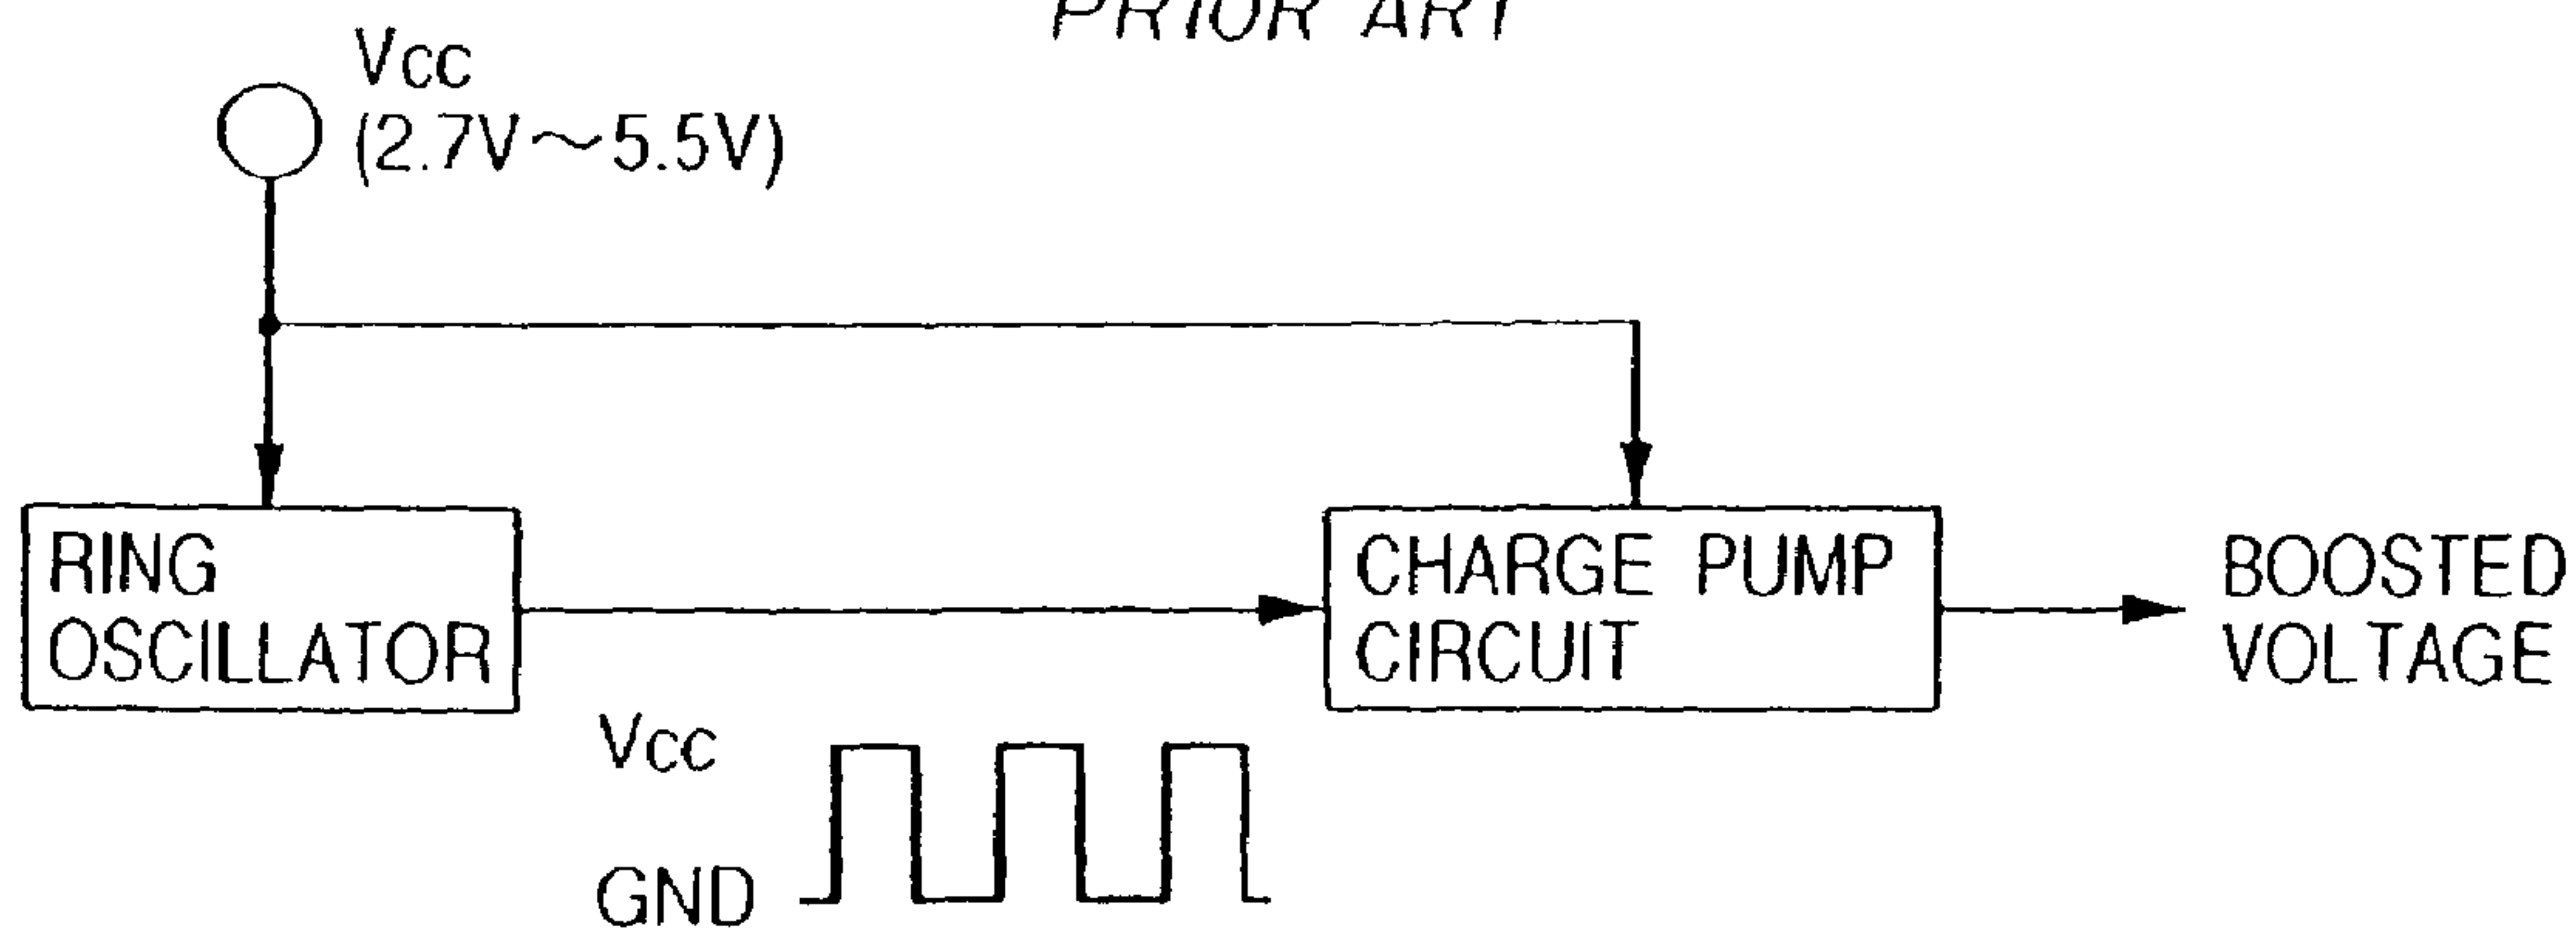 PRIOR ART
Vcc
(2.7V～5.5V)
RING
OSCILLATOR
CHARGE PUMP
CIRCUIT
BOOSTED
VOLTAGE
Vcc
GND